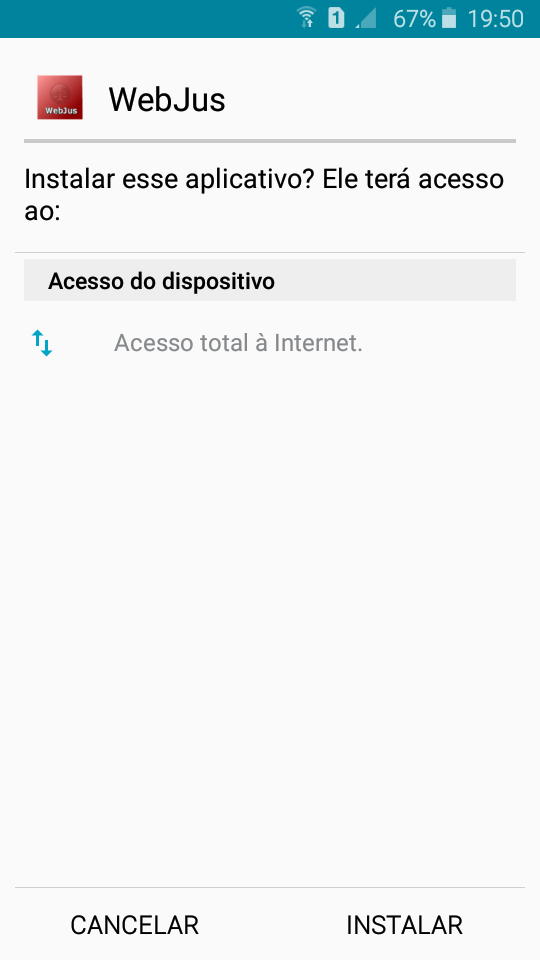 1 67% 19:50
WebJus
WebJus
Instalar esse aplicativo? Ele terá acesso
ao:
Acesso do dispositivo
Acesso total à Internet.
CANCELAR INSTALAR